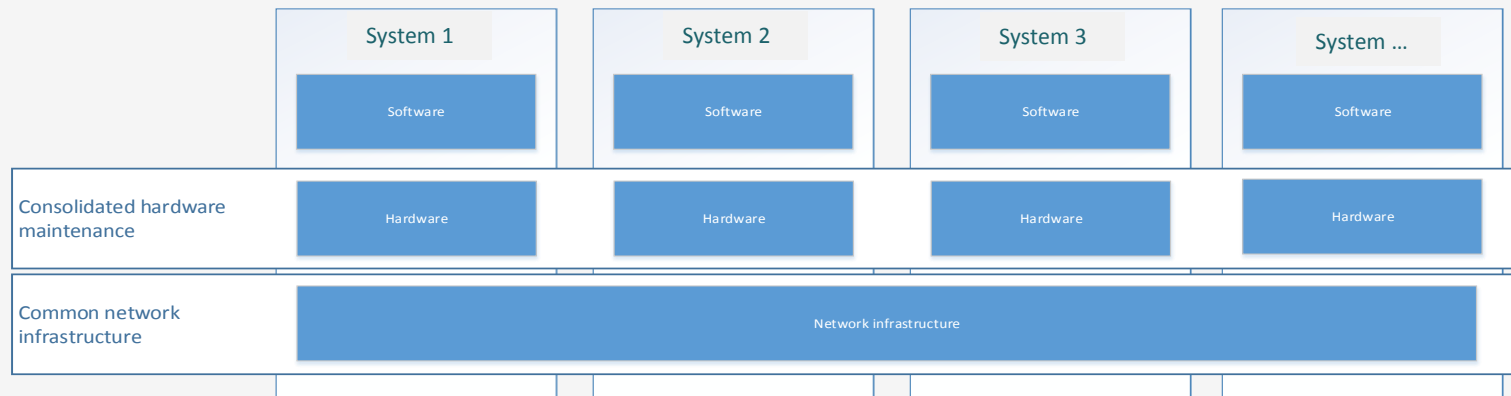 System 1
System 2
System 3
System ...
Software
Software
Software
Software
Consolidated hardware
maintenance
Hardware
Hardware
Hardware
Hardware
Common network
infrastructure
Network infrastructure